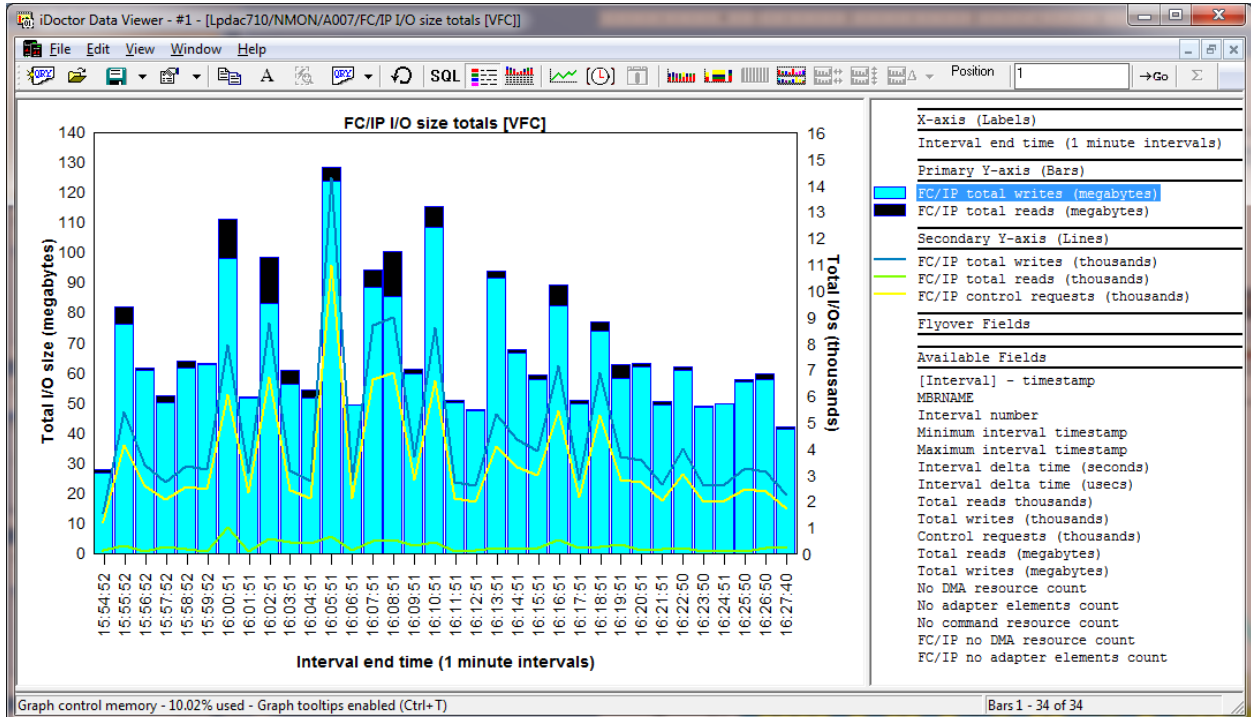 iDoctor Data Viewer - #1 - [Lpdac710/NMON/A007/FC/IP I/O size totals [VFC]]
File Edit View Window Help
QRY A QRY SQL Position 1 →Go Σ
FC/IP I/O size totals [VFC]
Total I/O size (megabytes)
140
130
120
110
100
90
80
70
60
50
40
30
20
10
0
16
15
14
13
12
11
10
9
8
7
6
5
4
3
2
1
0
Total I/Os (thousands)
15:54:52
15:55:52
15:56:52
15:57:52
15:58:52
15:59:52
16:00:51
16:01:51
16:02:51
16:03:51
16:04:51
16:05:51
16:06:51
16:07:51
16:08:51
16:09:51
16:10:51
16:11:51
16:12:51
16:13:51
16:14:51
16:15:51
16:16:51
16:17:51
16:18:51
16:19:51
16:20:51
16:21:51
16:22:50
16:23:50
16:24:51
16:25:50
16:26:50
16:27:40
Interval end time (1 minute intervals)
X-axis (Labels)
Interval end time (1 minute intervals)
Primary Y-axis (Bars)
FC/IP total writes (megabytes)
FC/IP total reads (megabytes)
Secondary Y-axis (Lines)
FC/IP total writes (thousands)
FC/IP total reads (thousands)
FC/IP control requests (thousands)
Flyover Fields
Available Fields
[Interval] - timestamp
MBRNAME
Interval number
Minimum interval timestamp
Maximum interval timestamp
Interval delta time (seconds)
Interval delta time (usecs)
Total reads thousands)
Total writes (thousands)
Control requests (thousands)
Total reads (megabytes)
Total writes (megabytes)
No DMA resource count
No adapter elements count
No command resource count
FC/IP no DMA resource count
FC/IP no adapter elements count
Graph control memory - 10.02% used - Graph tooltips enabled (Ctrl+T)
Bars 1 - 34 of 34